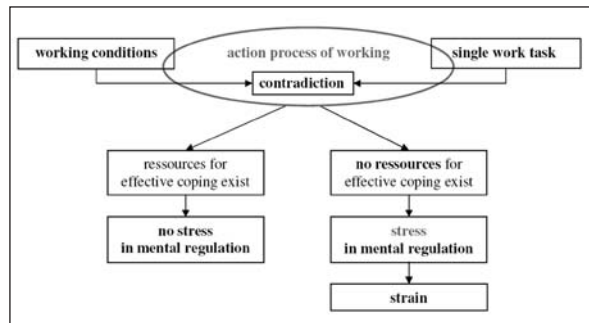 working conditions
action process of working
single work task
contradiction
ressources for
effective coping exist
no ressources for
effective coping exist
no stress
in mental regulation
stress
in mental regulation
strain